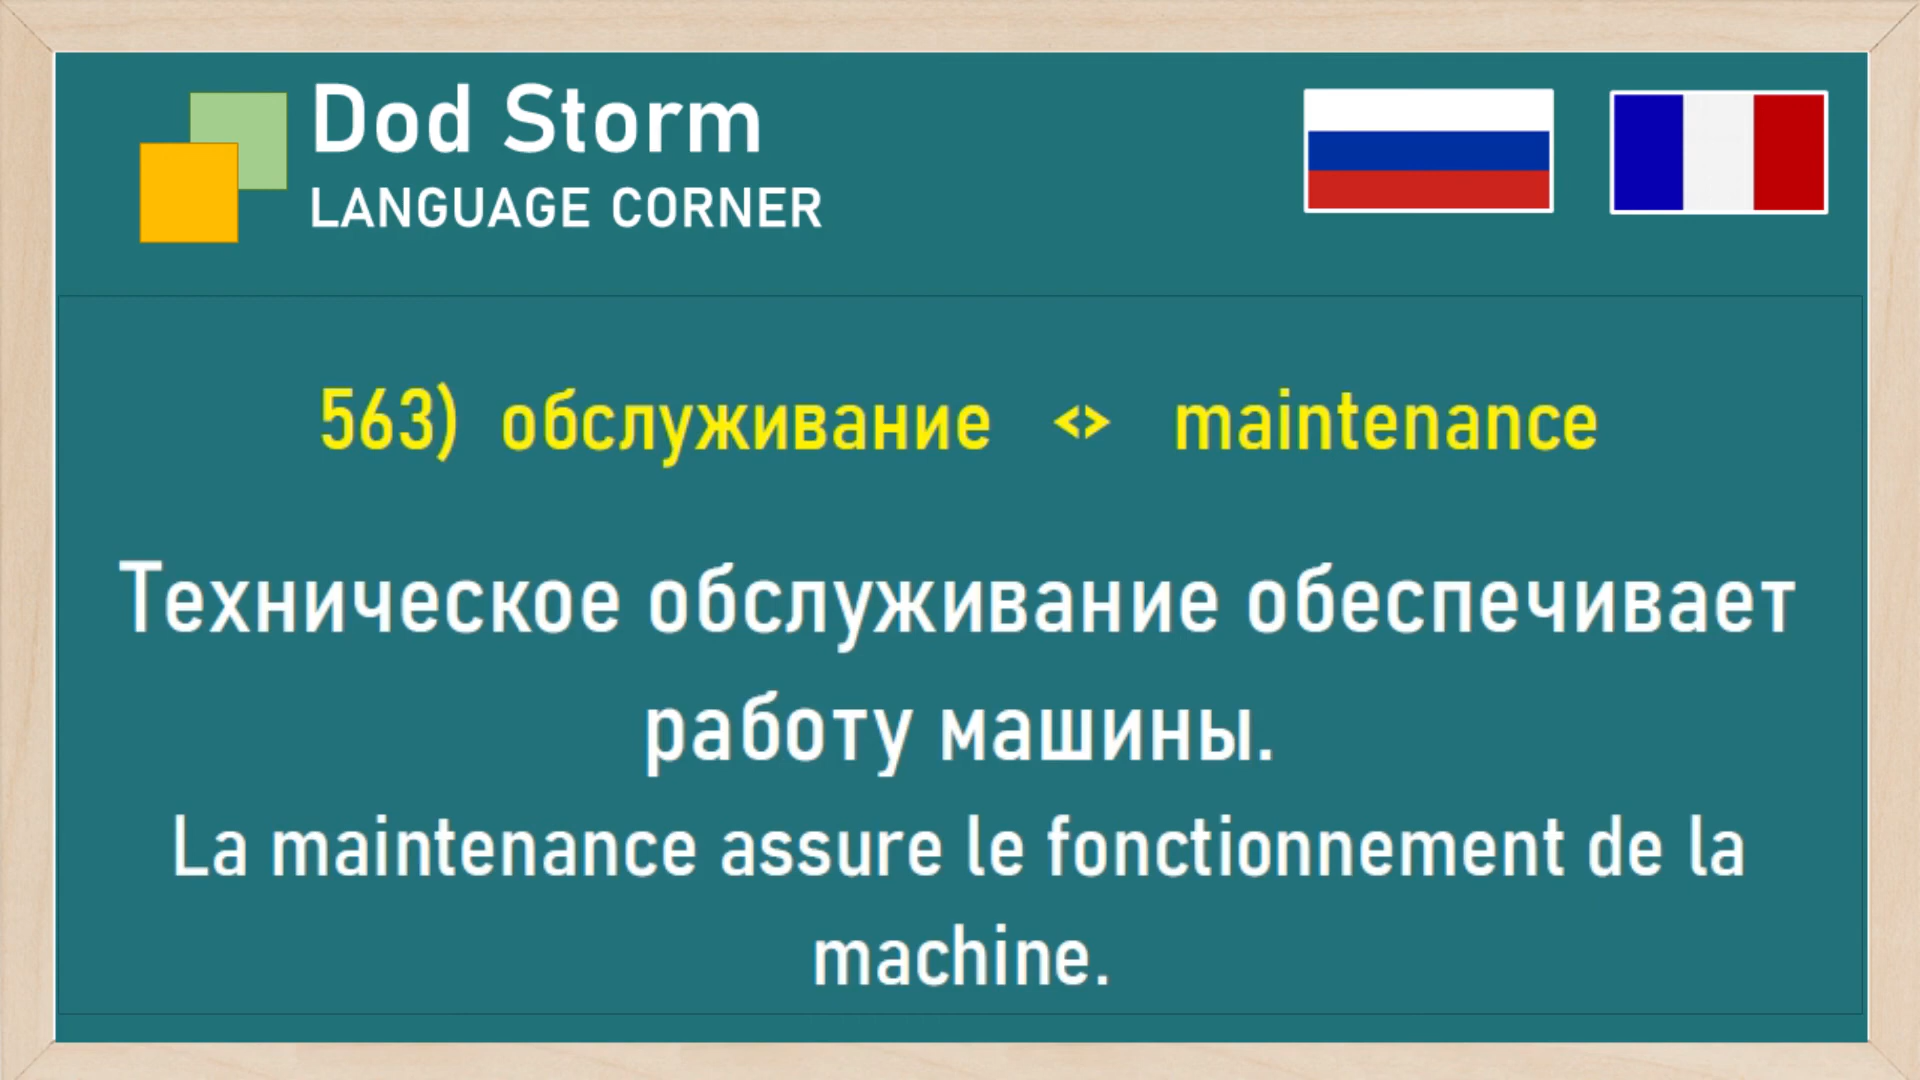 Dod Storm
LANGUAGE CORNER
563) обслуживание <> maintenance
Техническое обслуживание обеспечивает
работу машины.
La maintenance assure le fonctionnement de la
machine.